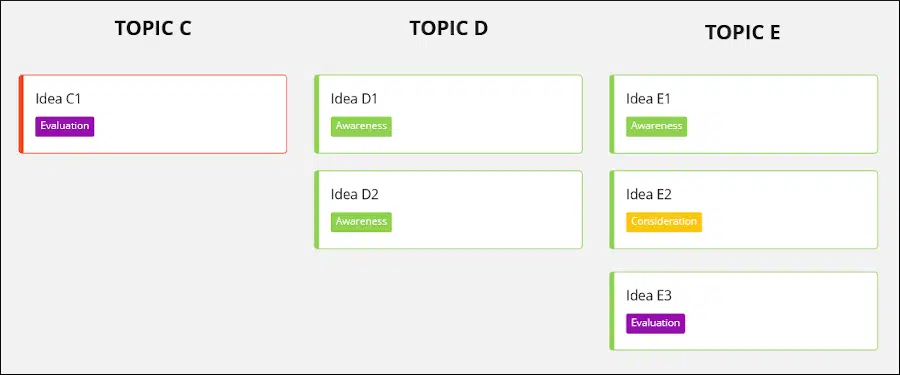 TOPIC C
Idea C1
Evaluation
TOPIC D
Idea D1
Awareness
Idea D2
Awareness
TOPIC E
Idea E1
Awareness
Idea E2
Consideration
Idea E3
Evaluation